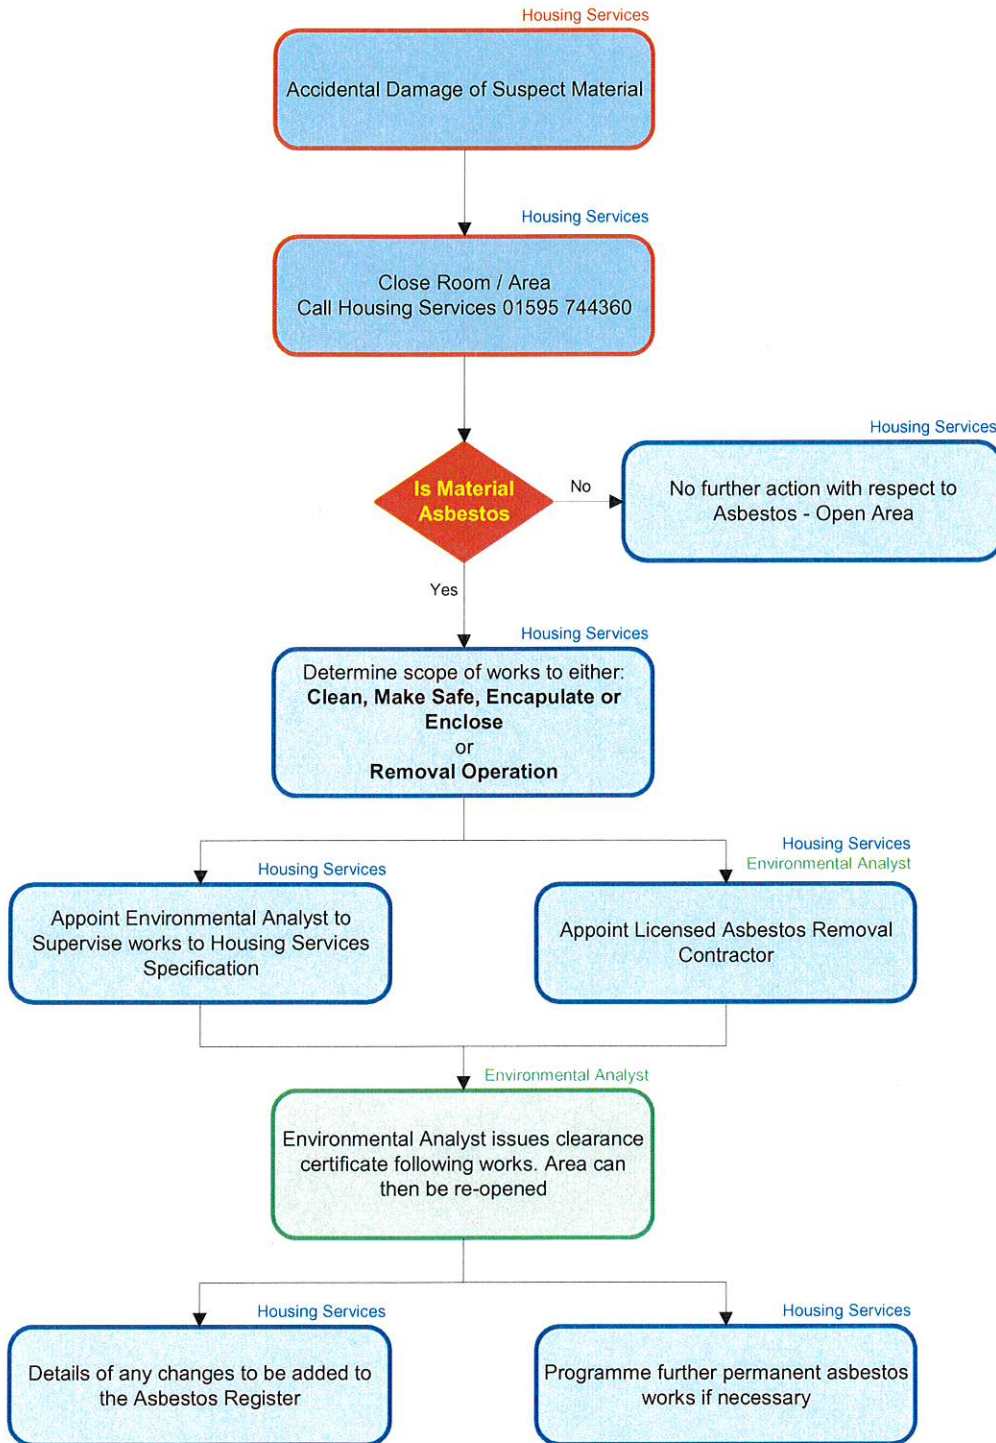 Housing Services
Accidental Damage of Suspect Material
Housing Services
Close Room / Area
Call Housing Services 01595 744360
Is Material
Asbestos
No
Housing Services
No further action with respect to
Asbestos - Open Area
Yes
Housing Services
Determine scope of works to either:
Clean, Make Safe, Encapulate or
Enclose
or
Removal Operation
Housing Services
Appoint Environmental Analyst to
Supervise works to Housing Services
Specification
Housing Services
Environmental Analyst
Appoint Licensed Asbestos Removal
Contractor
Environmental Analyst
Environmental Analyst issues clearance
certificate following works. Area can
then be re-opened
Housing Services
Details of any changes to be added to
the Asbestos Register
Housing Services
Programme further permanent asbestos
works if necessary